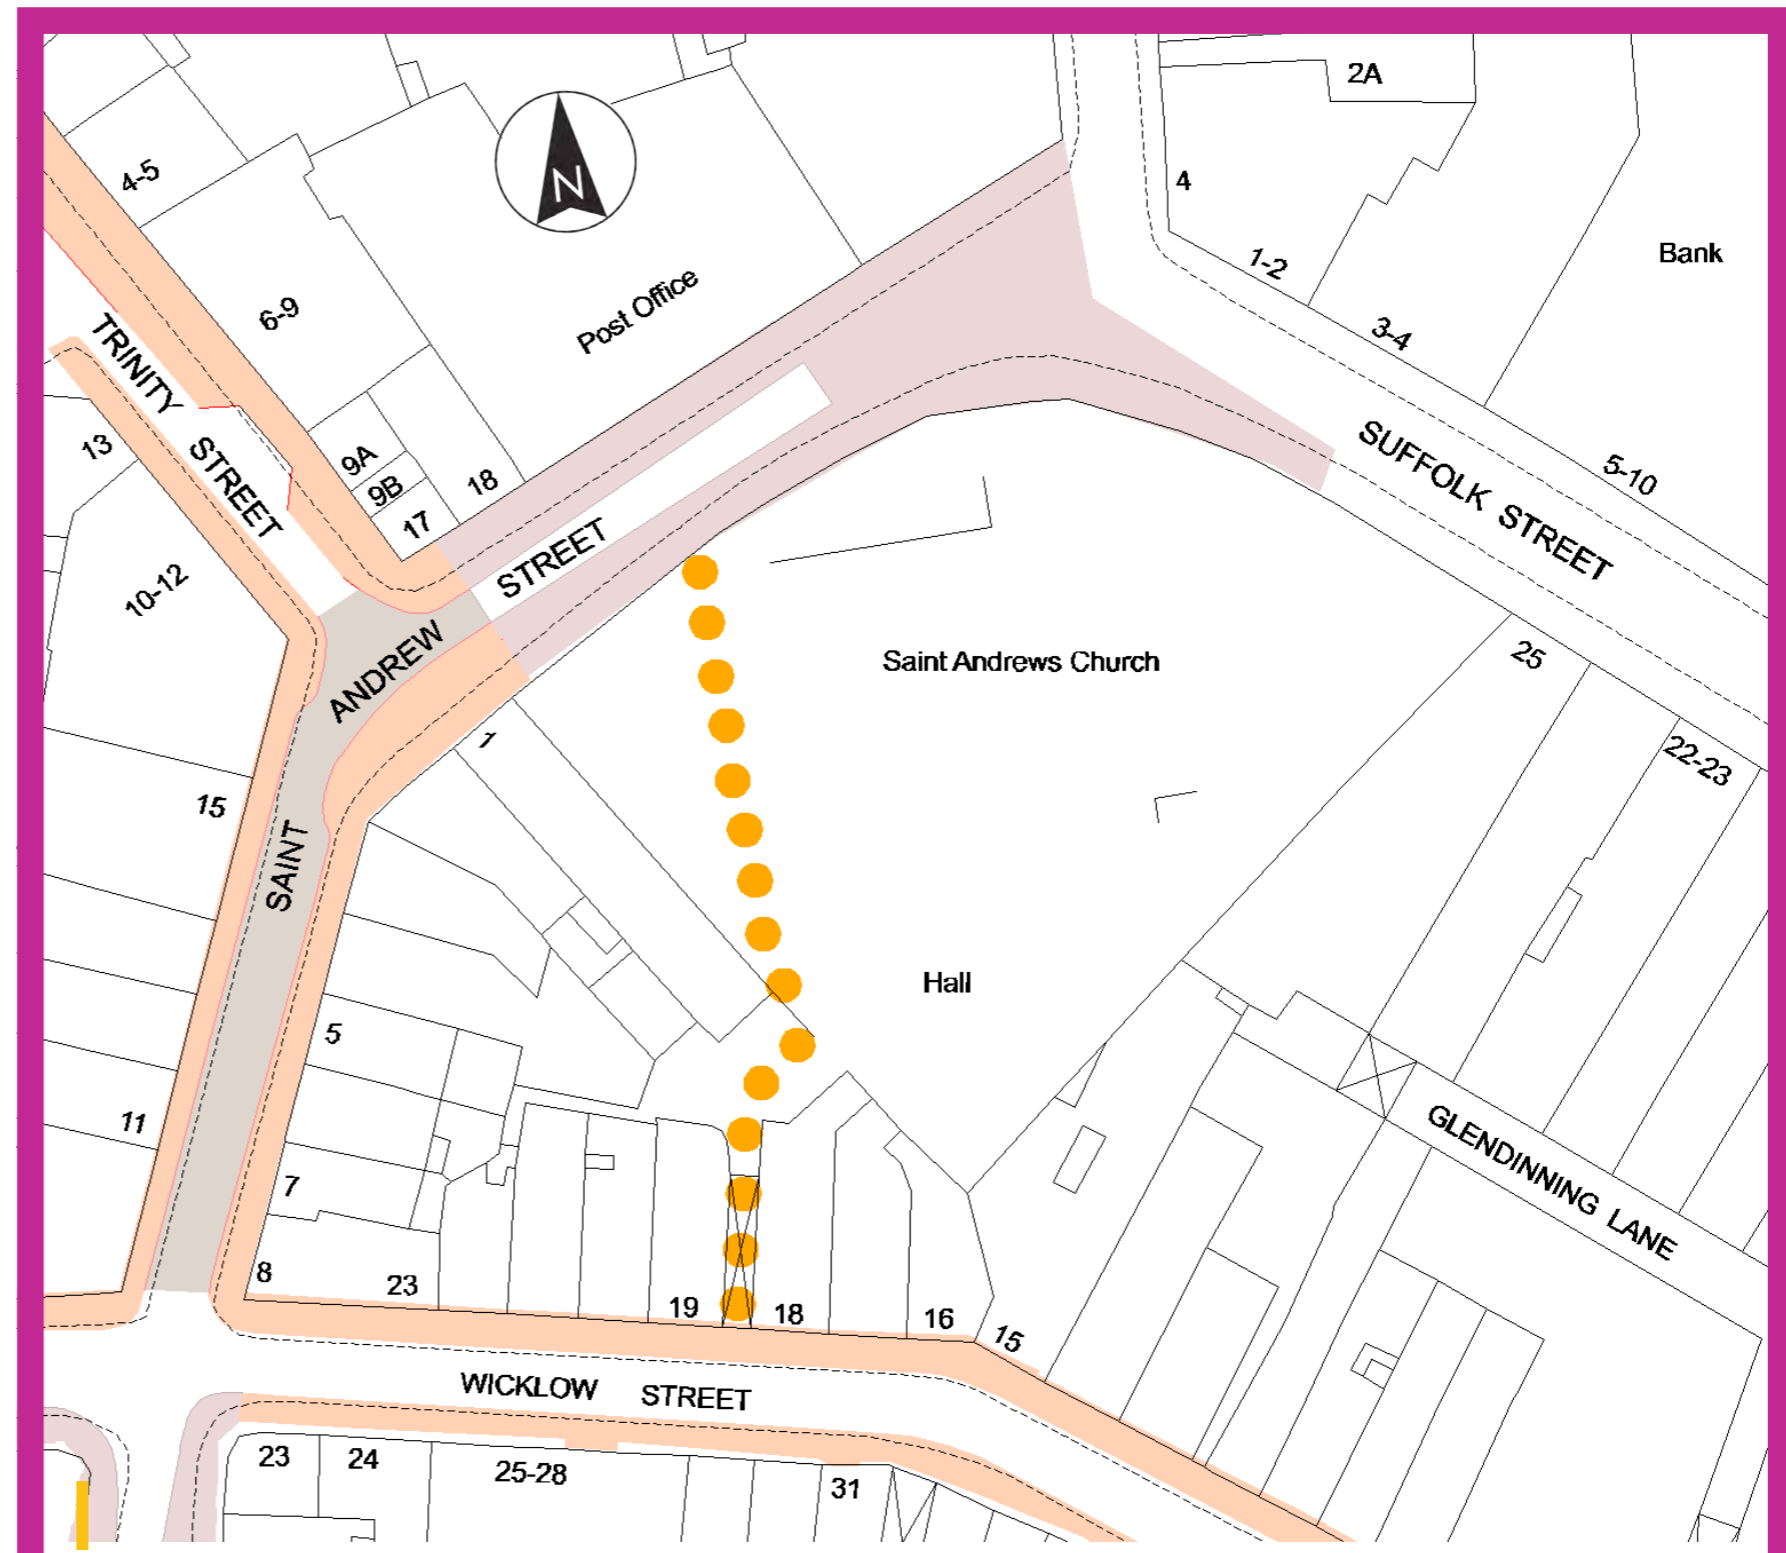 2A
4-5
N
4
Bank
1-2
6-9
Post Office
3-4
TRINITY
STREET
13
9A
9B
18
17
SUFFOLK STREET
5-10
10-12
SAINT
ANDREW
STREET
Saint Andrews Church
25
1
22-23
15
Hall
5
11
GLENDINNING LANE
7
8
23
19
18
16
15
WICKLOW STREET
23
24
25-28
31